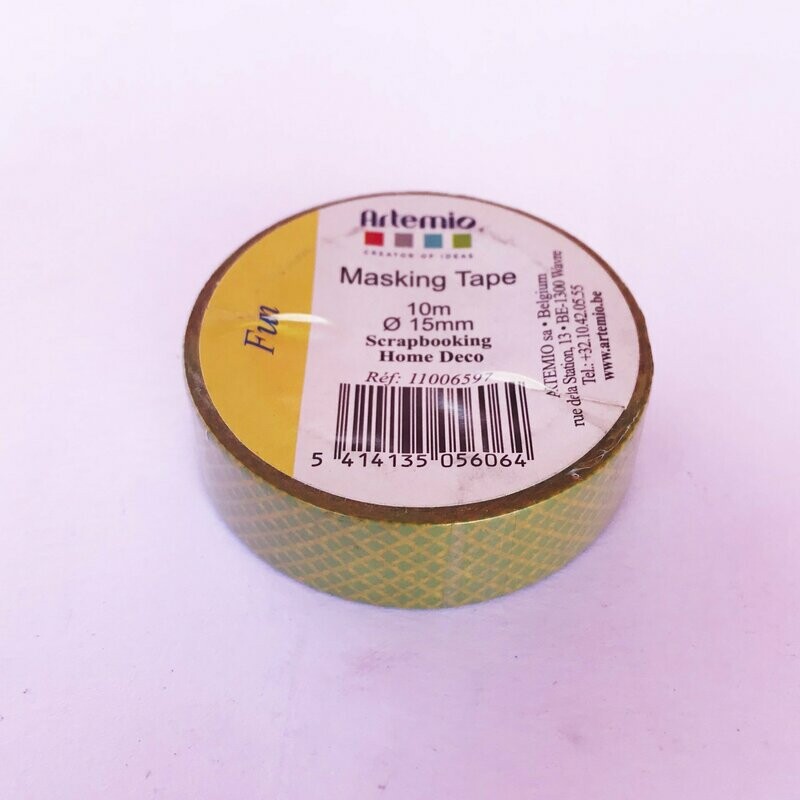 Artemio
CREATOR OF IDEAS
Masking Tape
10m
Ø 15mm
Scrapbooking
Home Deco
Réf: 11006597
5 414135 056064
Fun
ARTEMIO sa • Belgium
rue de la Station, 13 • BE-1300 Wavre
Tel.: +32.10.42.05.55
www.artemio.be